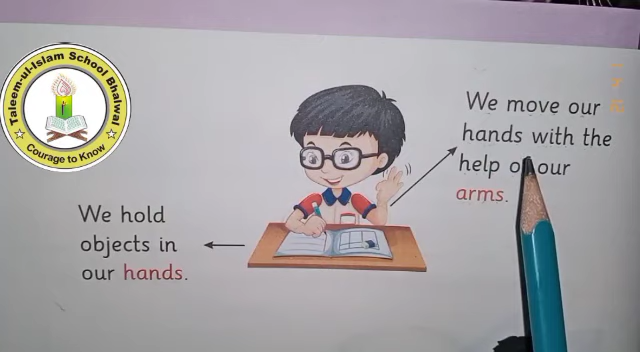 Taleem-ul-Islam School Bhalwal
Courage to Know
We move our
hands with the
help of our
arms.
We hold
objects in
our hands.